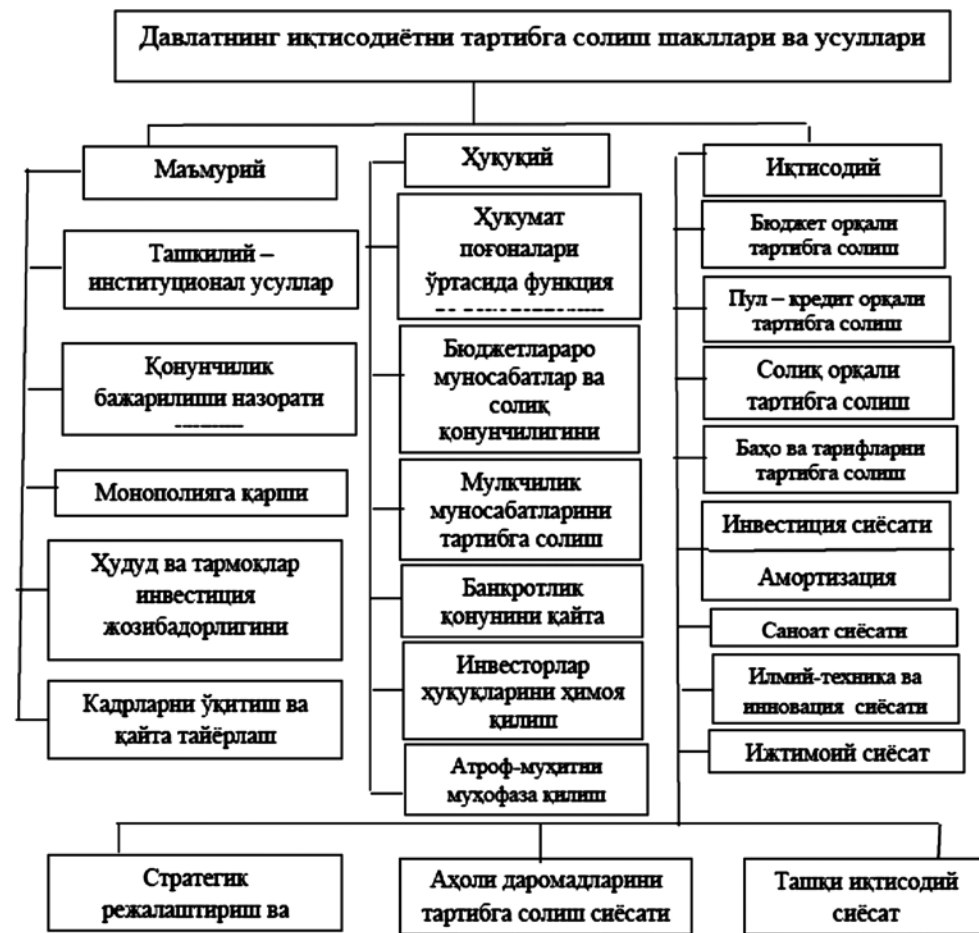 Давлатнинг иқтисодиётни тартибга солиш шакллари ва усуллари
Маъмурий
Ташкилий –
институционал усуллар
Қонунчилик
бажарилиши назорати
Монополияга қарши
Ҳудуд ва тармоқлар
инвестиция
жозибадорлигини
Кадрларни ўқитиш ва
қайта тайёрлаш
Ҳуқуқий
Ҳукумат
поғоналари
ўртасида функция
Бюджетлараро
муносабатлар ва
солиқ
қонунчилигини
Мулкчилик
муносабатларини
тартибга солиш
Банкротлик
қонунини қайта
Инвесторлар
ҳуқуқларини ҳимоя
қилиш
Атроф-муҳитни
муҳофаза қилиш
Иқтисодий
Бюджет орқали
тартибга солиш
Пул – кредит орқали
тартибга солиш
Солиқ орқали
тартибга солиш
Баҳо ва тарифларни
тартибга солиш
Инвестиция сиёсати
Амортизация
Саноат сиёсати
Илмий-техника ва
инновация сиёсати
Ижтимоий сиёсат
Стратегик
режалаштириш ва
Аҳоли даромадларини
тартибга солиш сиёсати
Ташқи иқтисодий
сиёсат